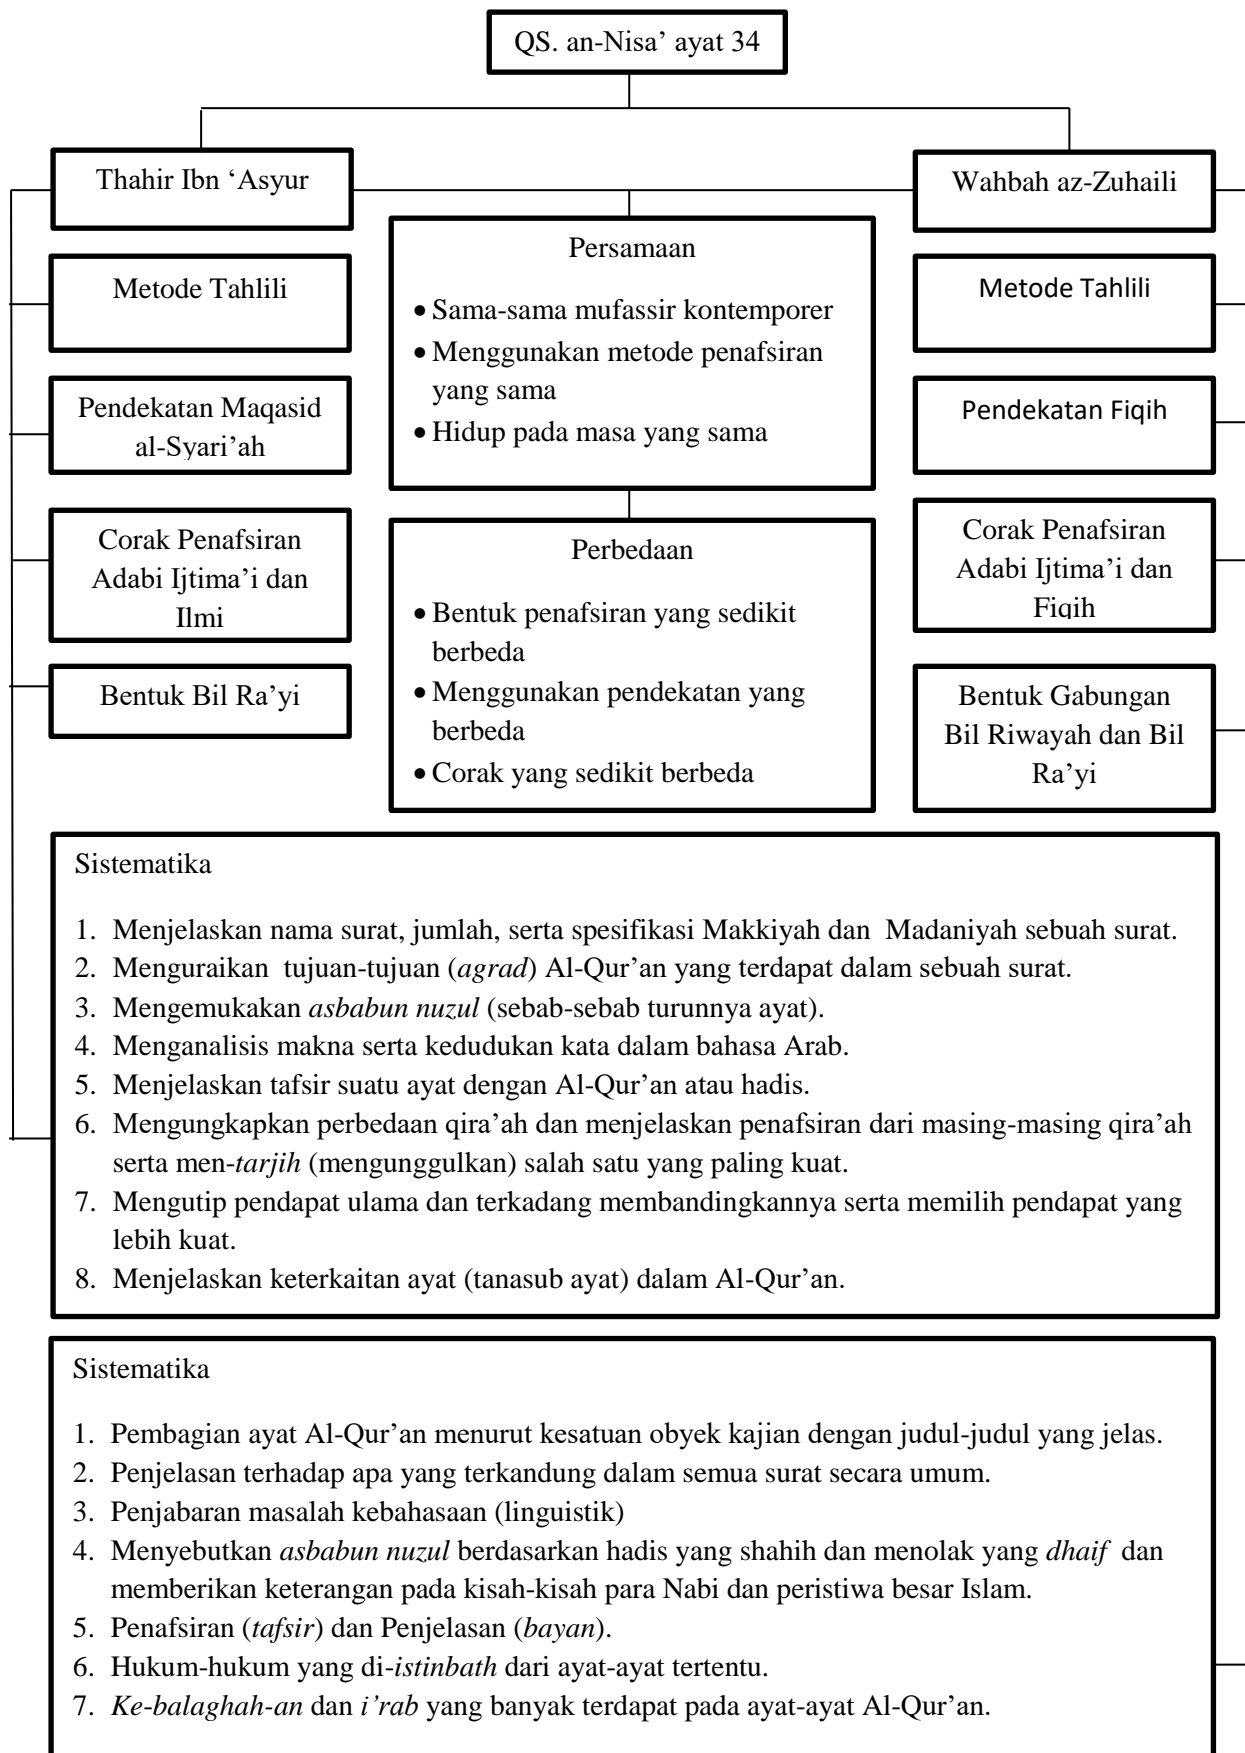 QS. an-Nisa’ ayat 34
Thahir Ibn ‘Asyur
Wahbah az-Zuhaili
Metode Tahlili
Pendekatan Maqasid
al-Syari’ah
Corak Penafsiran
Adabi Ijtima’i dan
Ilmi
Bentuk Bil Ra’yi
Persamaan
• Sama-sama mufassir kontemporer
• Menggunakan metode penafsiran
yang sama
• Hidup pada masa yang sama
Perbedaan
• Bentuk penafsiran yang sedikit
berbeda
• Menggunakan pendekatan yang
berbeda
• Corak yang sedikit berbeda
Metode Tahlili
Pendekatan Fiqih
Corak Penafsiran
Adabi Ijtima’i dan
Fiqih
Bentuk Gabungan
Bil Riwayah dan Bil
Ra’yi
Sistematika
1. Menjelaskan nama surat, jumlah, serta spesifikasi Makkiyah dan Madaniyah sebuah surat.
2. Menguraikan tujuan-tujuan (agrad) Al-Qur’an yang terdapat dalam sebuah surat.
3. Mengemukakan asbabun nuzul (sebab-sebab turunnya ayat).
4. Menganalisis makna serta kedudukan kata dalam bahasa Arab.
5. Menjelaskan tafsir suatu ayat dengan Al-Qur’an atau hadis.
6. Mengungkapkan perbedaan qira’ah dan menjelaskan penafsiran dari masing-masing qira’ah
serta men-tarjih (mengunggulkan) salah satu yang paling kuat.
7. Mengutip pendapat ulama dan terkadang membandingkannya serta memilih pendapat yang
lebih kuat.
8. Menjelaskan keterkaitan ayat (tanasub ayat) dalam Al-Qur’an.
Sistematika
1. Pembagian ayat Al-Qur’an menurut kesatuan obyek kajian dengan judul-judul yang jelas.
2. Penjelasan terhadap apa yang terkandung dalam semua surat secara umum.
3. Penjabaran masalah kebahasaan (linguistik)
4. Menyebutkan asbabun nuzul berdasarkan hadis yang shahih dan menolak yang dhaif dan
memberikan keterangan pada kisah-kisah para Nabi dan peristiwa besar Islam.
5. Penafsiran (tafsir) dan Penjelasan (bayan).
6. Hukum-hukum yang di-istinbath dari ayat-ayat tertentu.
7. Ke-balaghah-an dan i’rab yang banyak terdapat pada ayat-ayat Al-Qur’an.